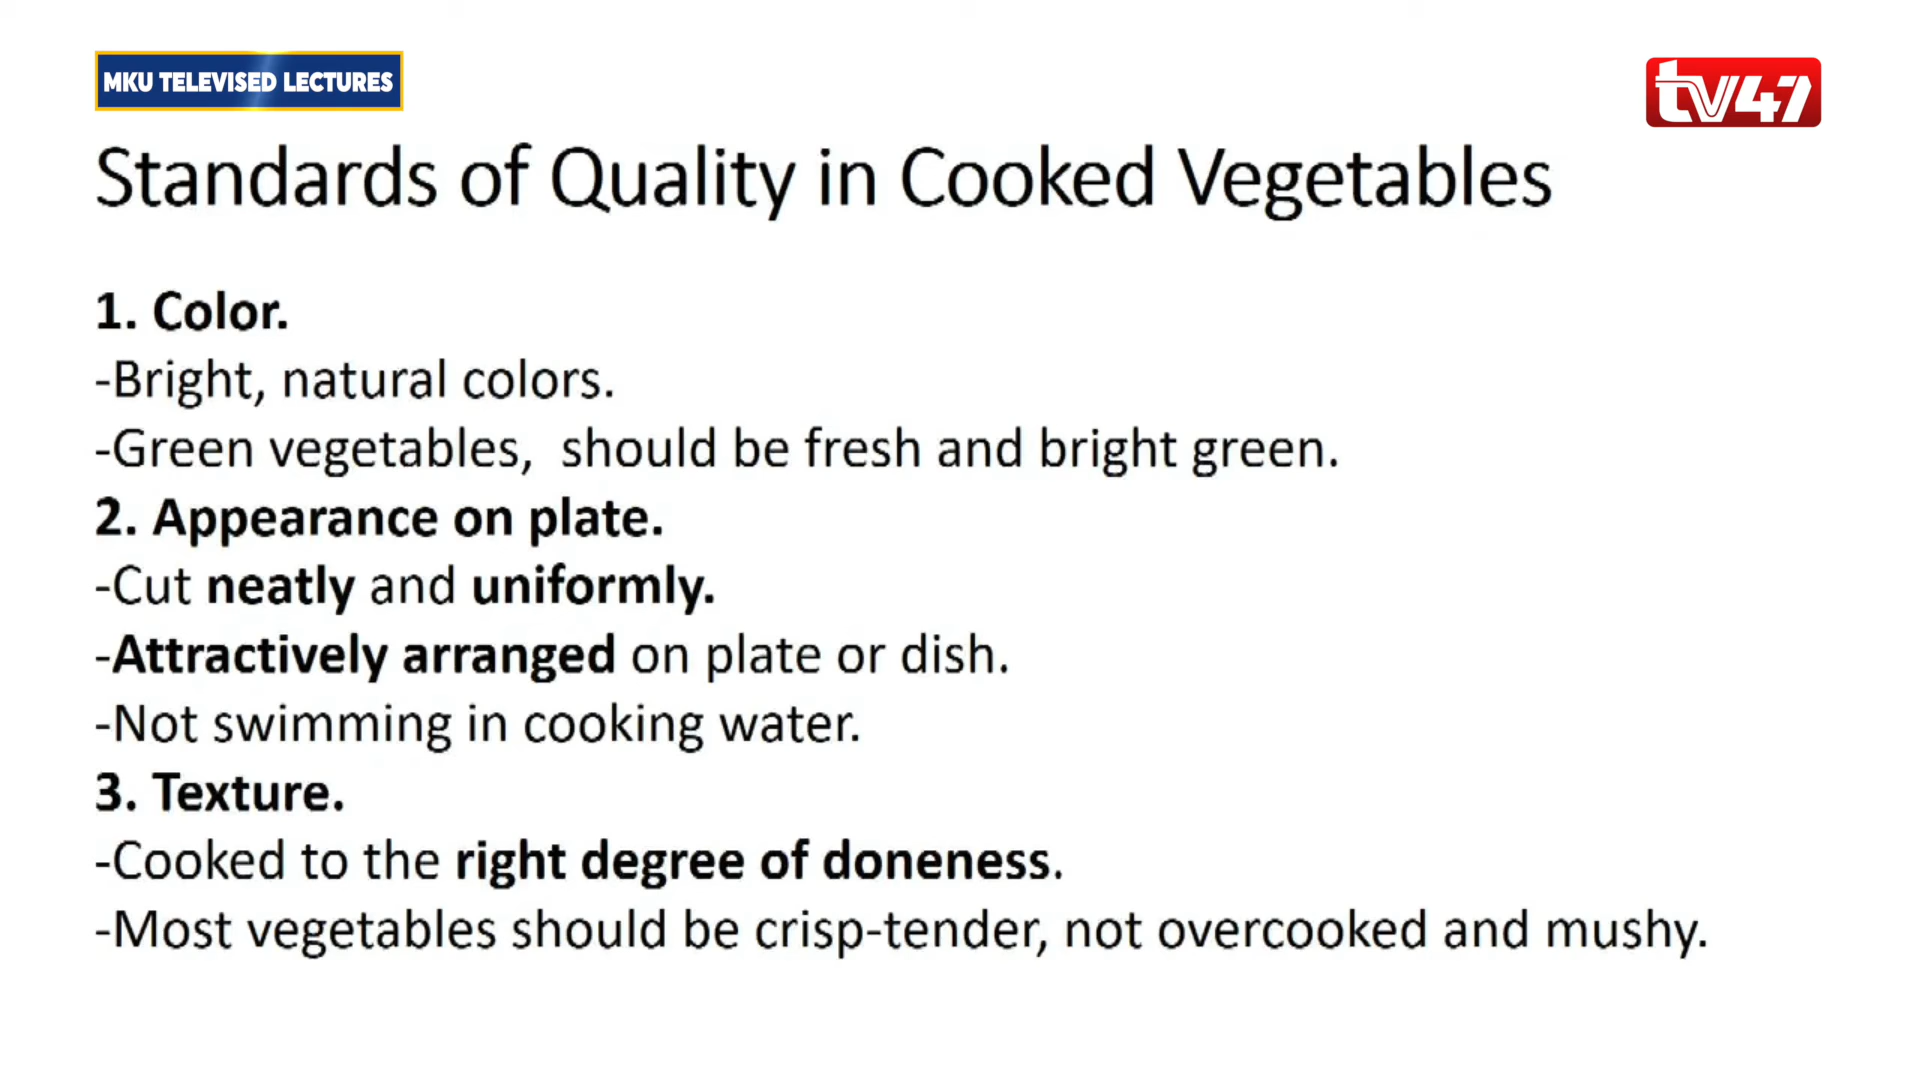 MKU TELEVISED LECTURES
tv47
Standards of Quality in Cooked Vegetables
1. Color.
-Bright, natural colors.
-Green vegetables,  should be fresh and bright green.
2. Appearance on plate.
-Cut neatly and uniformly.
-Attractively arranged on plate or dish.
-Not swimming in cooking water.
3. Texture.
-Cooked to the right degree of doneness.
-Most vegetables should be crisp-tender, not overcooked and mushy.